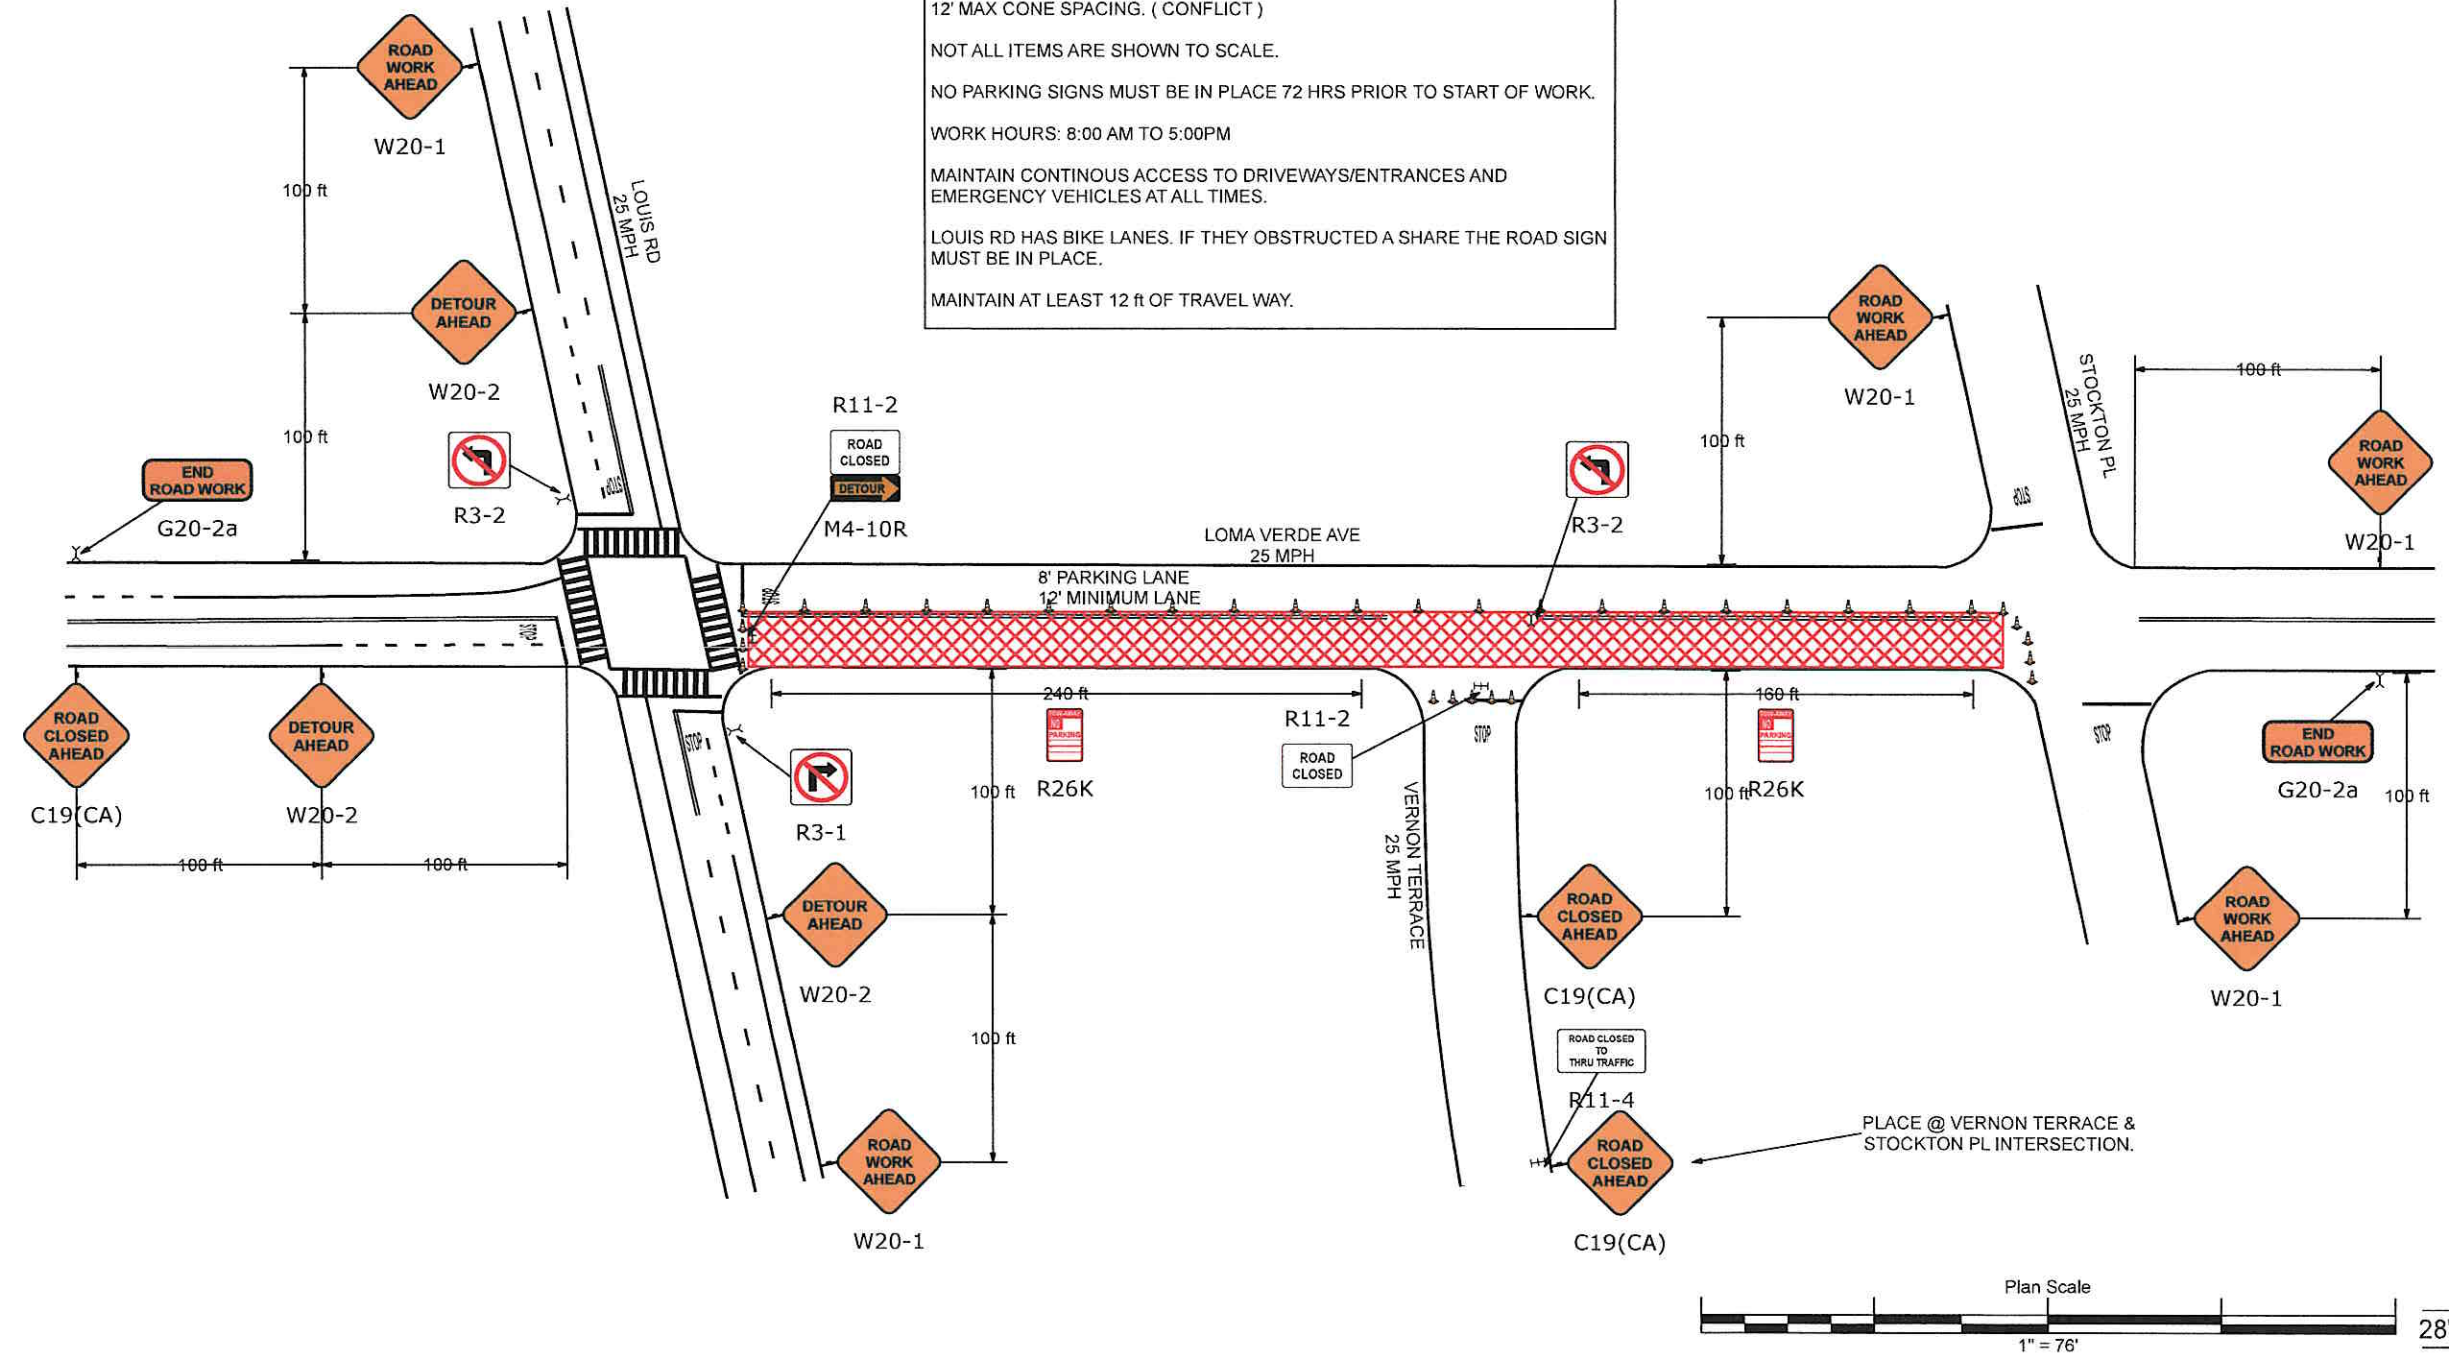 12' MAX CONE SPACING. ( CONFLICT )
NOT ALL ITEMS ARE SHOWN TO SCALE.
NO PARKING SIGNS MUST BE IN PLACE 72 HRS PRIOR TO START OF WORK.
WORK HOURS: 8:00 AM TO 5:00PM
MAINTAIN CONTINOUS ACCESS TO DRIVEWAYS/ENTRANCES AND
EMERGENCY VEHICLES AT ALL TIMES.
LOUIS RD HAS BIKE LANES. IF THEY OBSTRUCTED A SHARE THE ROAD SIGN
MUST BE IN PLACE.
MAINTAIN AT LEAST 12 ft OF TRAVEL WAY.
ROAD
WORK
AHEAD
W20-1
100 ft
LOUIS RD
25 MPH
DETOUR
AHEAD
W20-2
100 ft
R3-2
STOP
END
ROAD WORK
G20-2a
R11-2
ROAD
CLOSED
DETOUR
M4-10R
LOMA VERDE AVE
25 MPH
8' PARKING LANE
12' MINIMUM LANE
R3-2
ROAD
WORK
AHEAD
W20-1
100 ft
STOCKTON PL
25 MPH
STOP
100 ft
ROAD
WORK
AHEAD
W20-1
STOP
ROAD
CLOSED
AHEAD
C19(CA)
DETOUR
AHEAD
W20-2
100 ft
100 ft
STOP
R3-1
240 ft
NO
PARKING
R26K
100 ft
R11-2
ROAD
CLOSED
STOP
160 ft
NO
PARKING
R26K
100 ft
STOP
END
ROAD WORK
G20-2a
100 ft
VERNON TERRACE
25 MPH
DETOUR
AHEAD
W20-2
ROAD
CLOSED
AHEAD
C19(CA)
ROAD
WORK
AHEAD
W20-1
100 ft
ROAD CLOSED
TO
THRU TRAFFIC
R11-4
ROAD
WORK
AHEAD
W20-1
ROAD
CLOSED
AHEAD
C19(CA)
PLACE @ VERNON TERRACE &
STOCKTON PL INTERSECTION.
Plan Scale
1" = 76'
28'